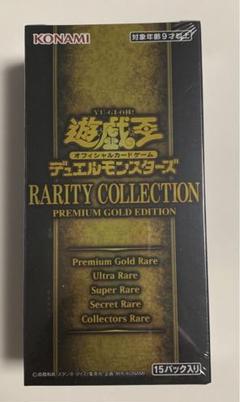 KONAMI
対象年齢9才以上
YU-GI-OH!
遊戯王
オフィシャルカードゲーム
デュエルモンスターズ
RARITY COLLECTION
PREMIUM GOLD EDITION
Premium Gold Rare
Ultra Rare
Super Rare
Secret Rare
Collectors Rare
15パック入り